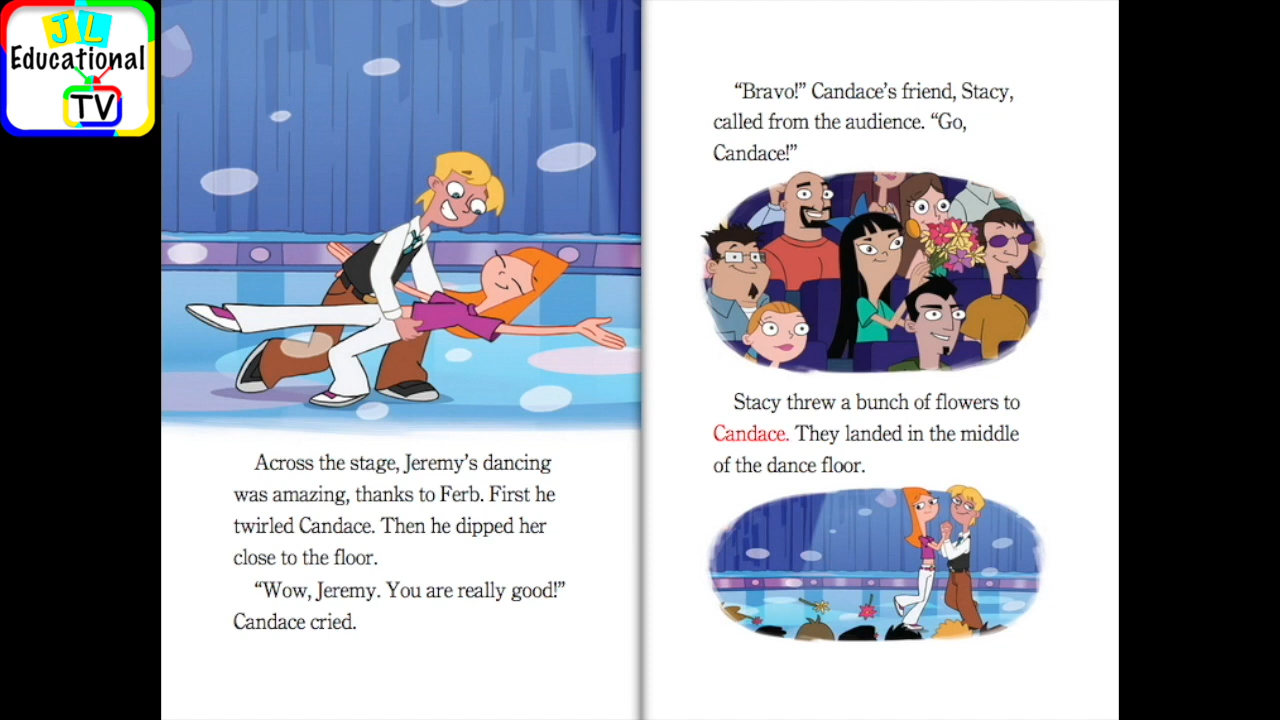 JL
Educational
TV
Across the stage, Jeremy’s dancing
was amazing, thanks to Ferb. First he
twirled Candace. Then he dipped her
close to the floor.
“Wow, Jeremy. You are really good!”
Candace cried.
“Bravo!” Candace’s friend, Stacy,
called from the audience. “Go,
Candace!”
Stacy threw a bunch of flowers to
Candace. They landed in the middle
of the dance floor.